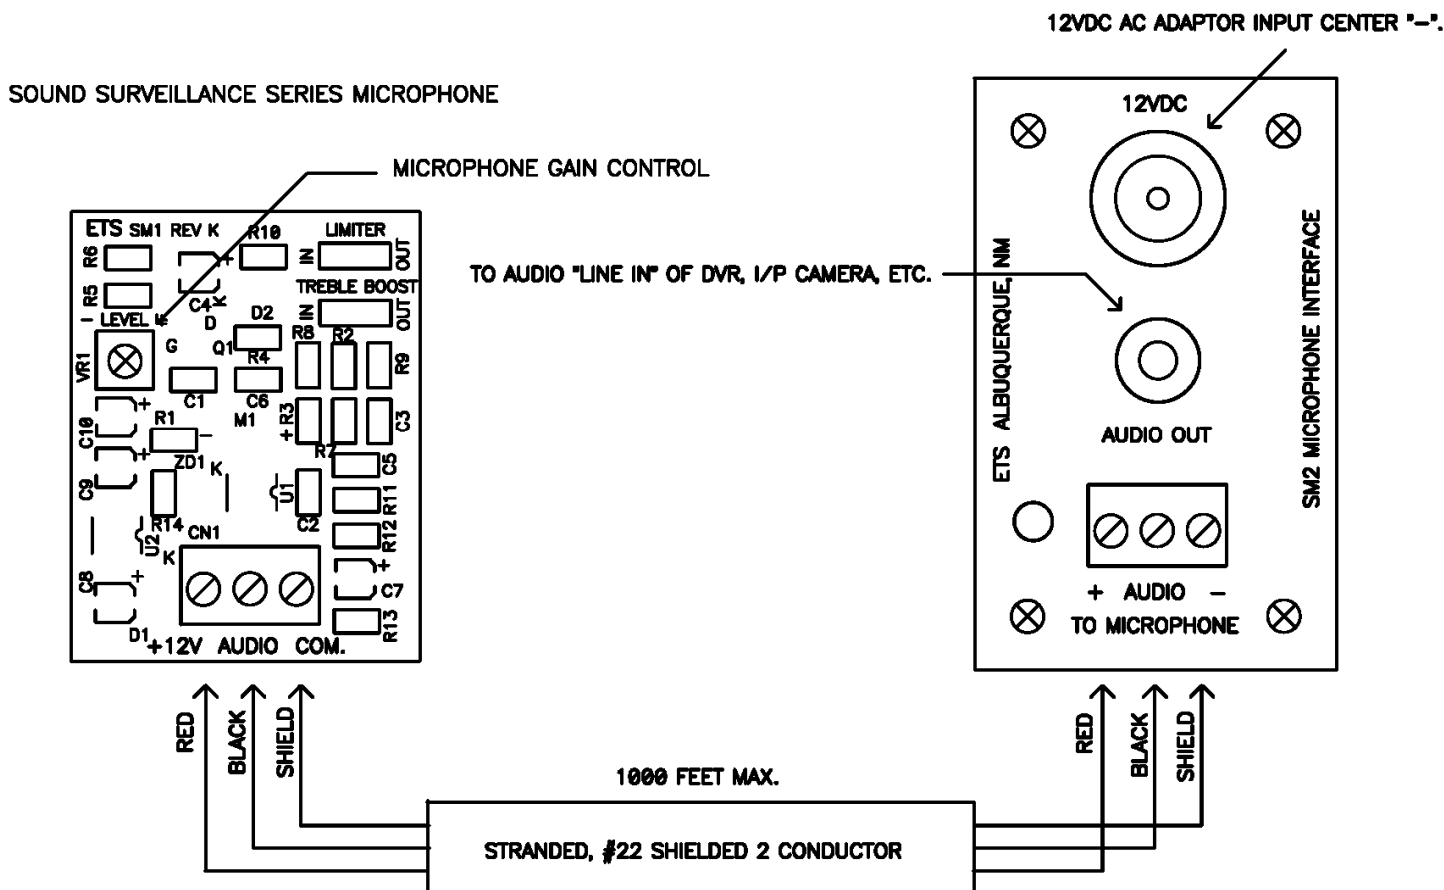 12VDC AC ADAPTOR INPUT CENTER "-".
SOUND SURVEILLANCE SERIES MICROPHONE
MICROPHONE GAIN CONTROL
TO AUDIO "LINE IN" OF DVR, I/P CAMERA, ETC.
ETS SM1 REV K
R10
LIMITER
IN
OUT
R6
+
C4
K
R5
TREBLE BOOST
IN
OUT
- LEVEL +
D
D2
G
Q1
R4
R8
R2
R9
VR1
C1
C6
M1
+
C10
R1
-
+ R3
R7
C3
+
C9
ZD1
K
U1
C5
R14
C2
R11
U2
CN1
R12
K
+
C7
C8
+
D1
R13
+12V AUDIO COM.
RED
BLACK
SHIELD
1000 FEET MAX.
STRANDED, #22 SHIELDED 2 CONDUCTOR
12VDC
ETS ALBUQUERQUE, NM
SM2 MICROPHONE INTERFACE
AUDIO OUT
+ AUDIO -
TO MICROPHONE
RED
BLACK
SHIELD